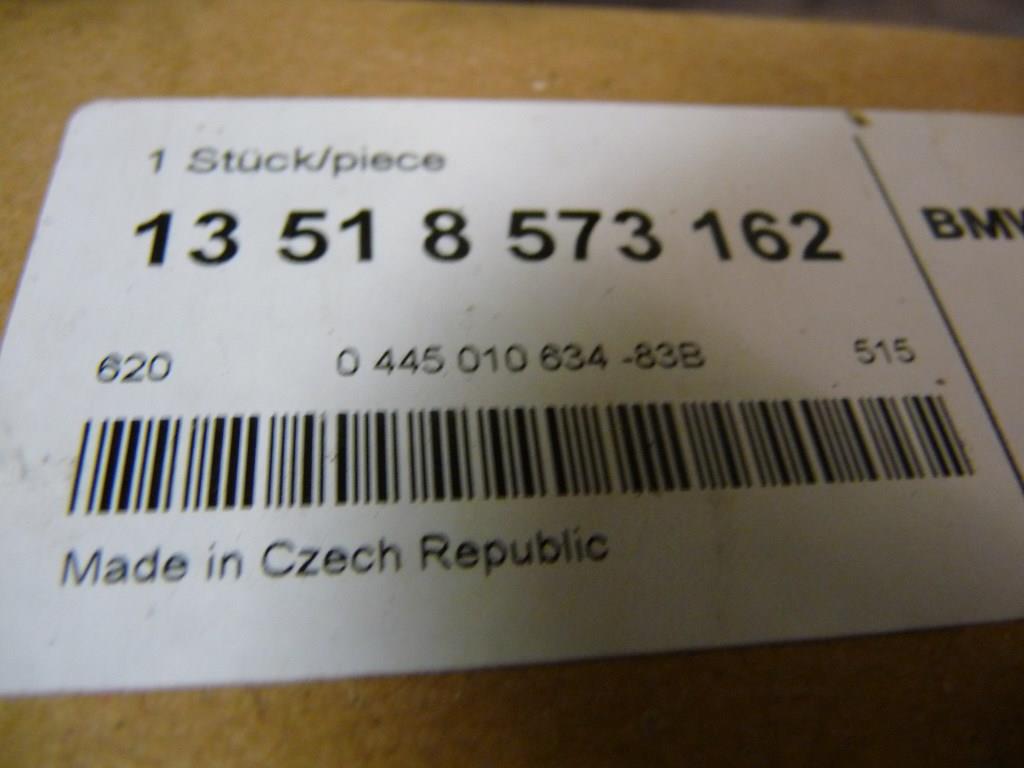 1 Stück/piece
13 51 8 573 162
BMW
620 0 445 010 634 -83B 515
Made in Czech Republic